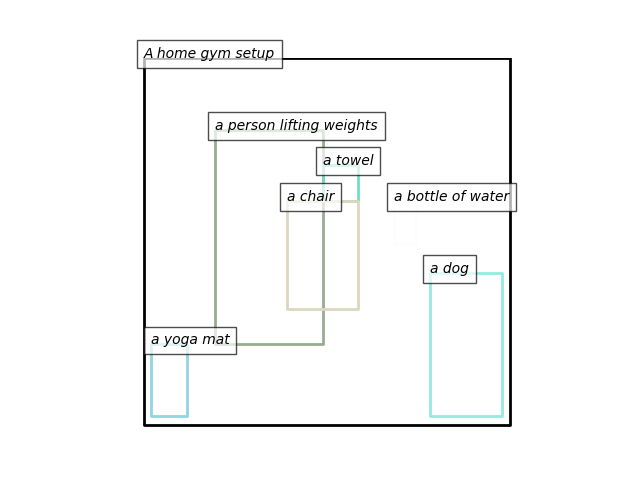 A home gym setup
a person lifting weights
a towel
a chair
a bottle of water
a dog
a yoga mat